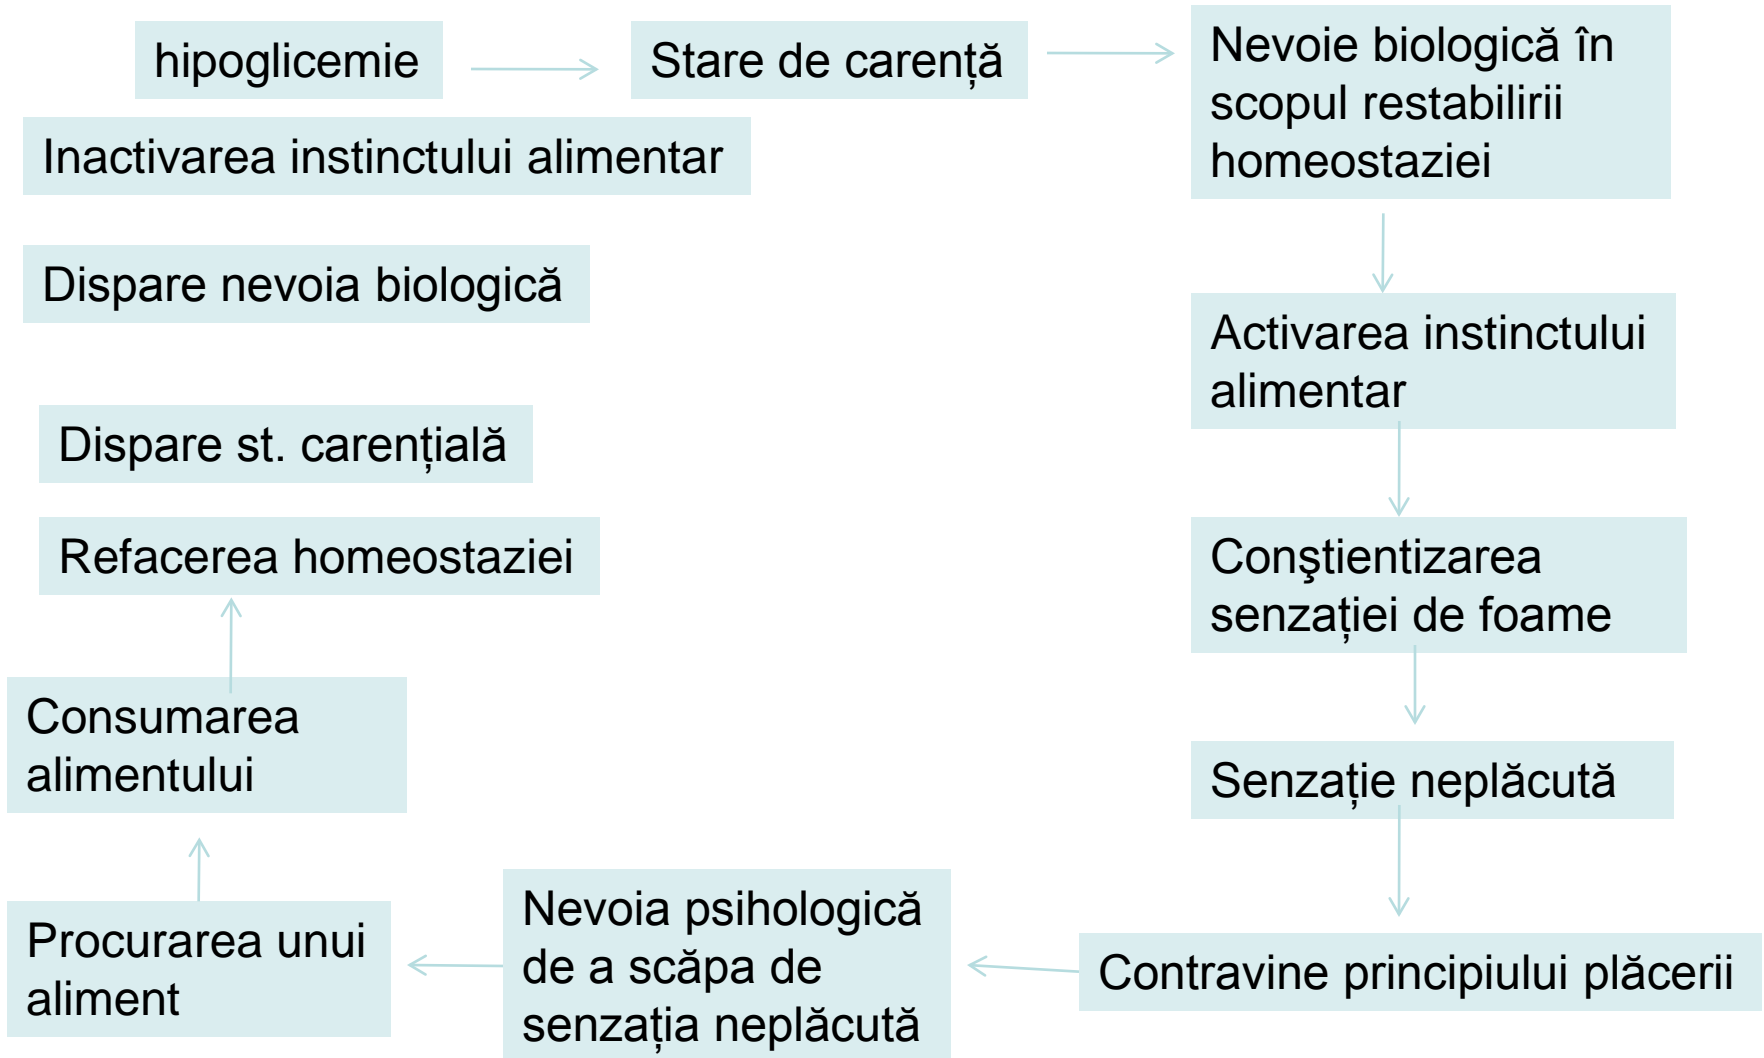 hipoglicemie
Stare de carență
Nevoie biologică în
scopul restabilirii
homeostaziei
Inactivarea instinctului alimentar
Dispare nevoia biologică
Activarea instinctului
alimentar
Dispare st. carențială
Refacerea homeostaziei
Conştientizarea
senzației de foame
Consumarea
alimentului
Senzație neplăcută
Procurarea unui
aliment
Nevoia psihologică
de a scăpa de
senzația neplăcută
Contravine principiului plăcerii